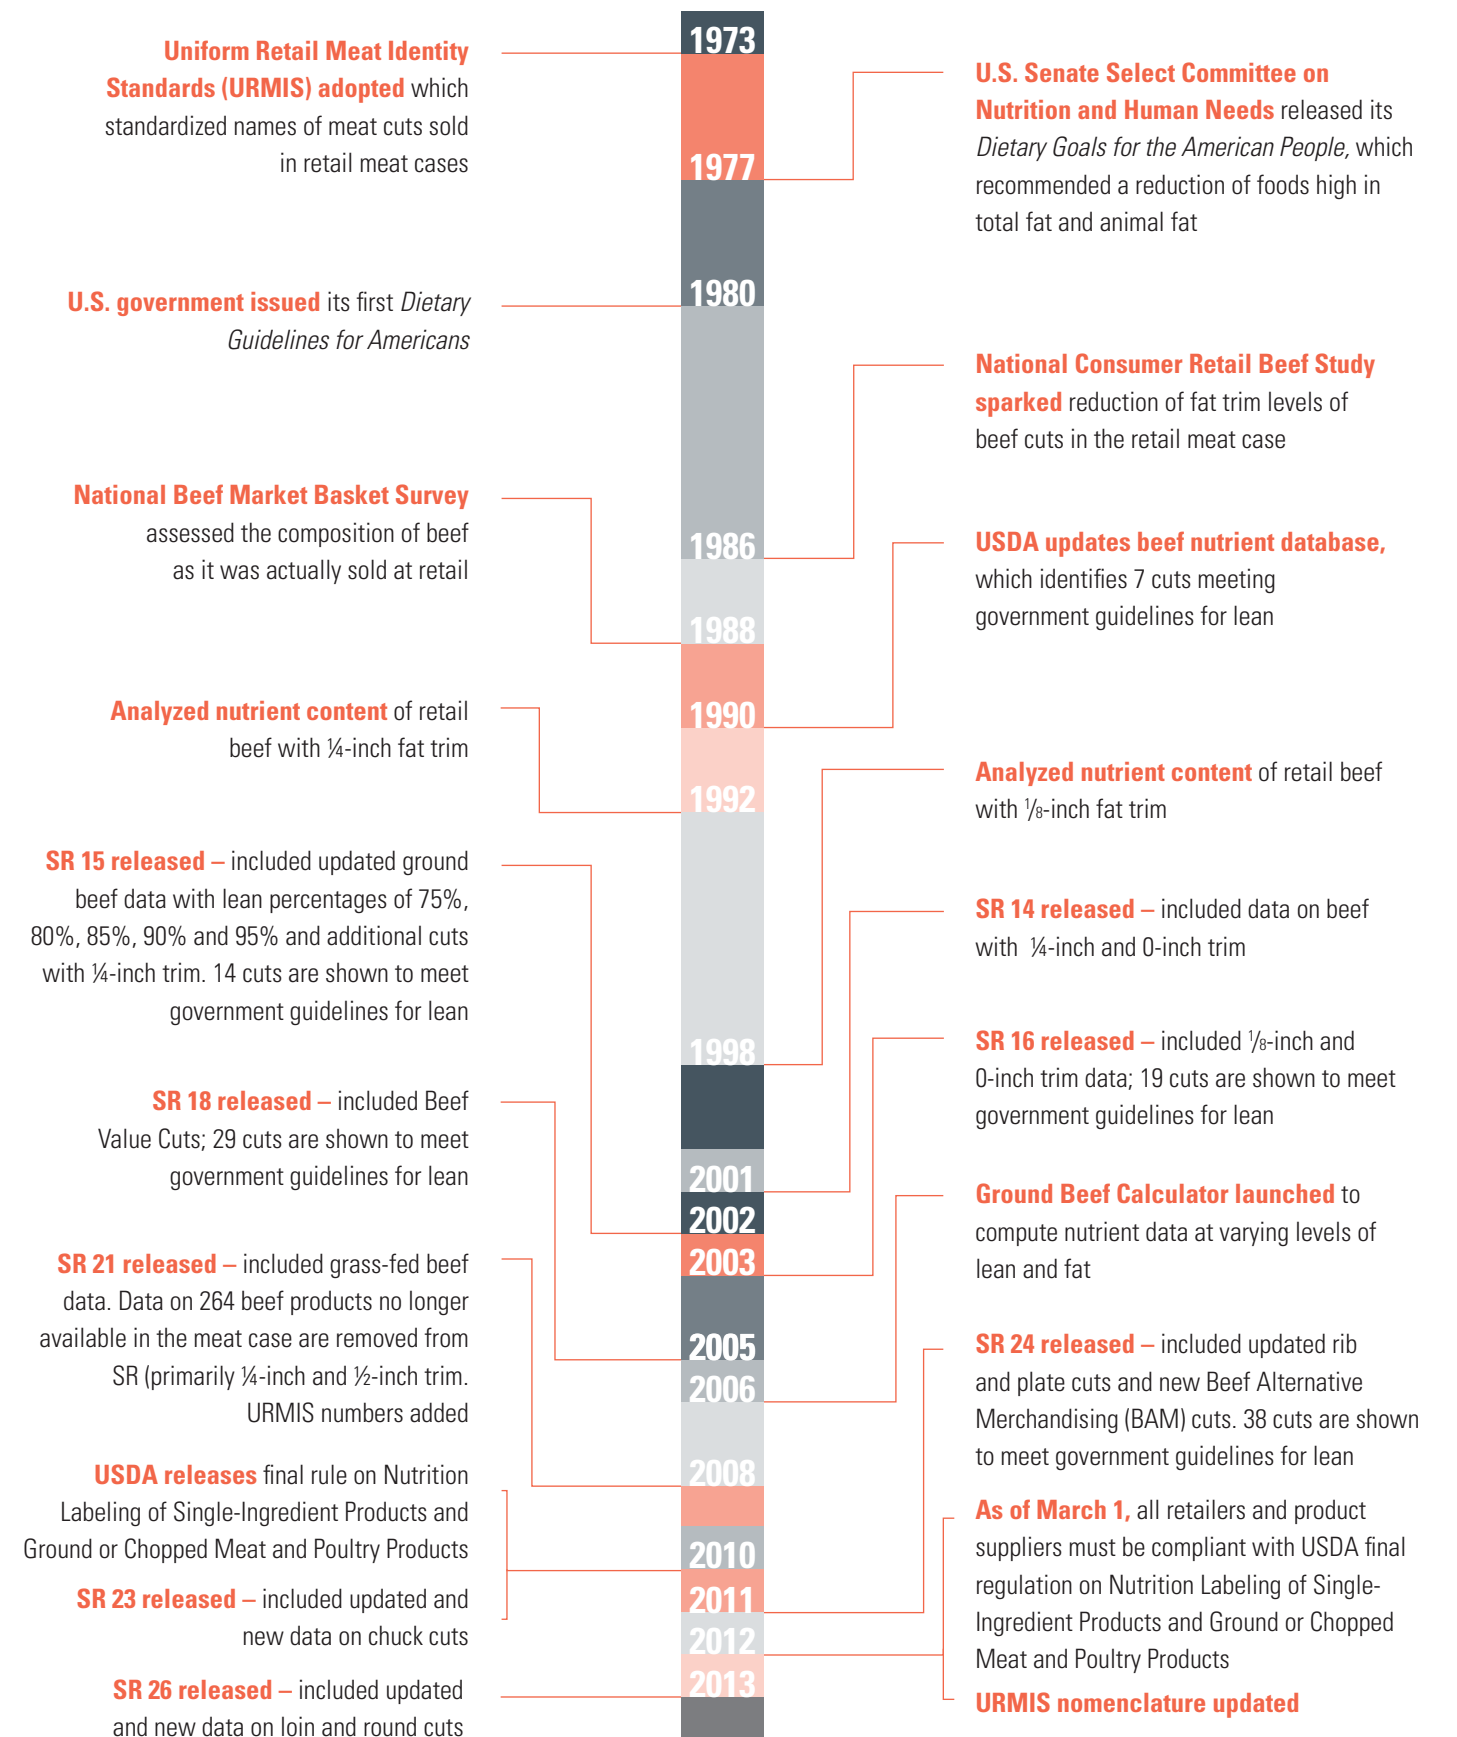 1973
Uniform Retail Meat Identity
Standards (URMIS) adopted which
standardized names of meat cuts sold
in retail meat cases
U.S. Senate Select Committee on
Nutrition and Human Needs released its
Dietary Goals for the American People, which
recommended a reduction of foods high in
total fat and animal fat
1977
1980
U.S. government issued its first Dietary
Guidelines for Americans
National Consumer Retail Beef Study
sparked reduction of fat trim levels of
beef cuts in the retail meat case
National Beef Market Basket Survey
assessed the composition of beef
as it was actually sold at retail
1986
USDA updates beef nutrient database,
which identifies 7 cuts meeting
government guidelines for lean
1988
Analyzed nutrient content of retail
beef with ¼-inch fat trim
1990
Analyzed nutrient content of retail beef
with ⅛-inch fat trim
1992
SR 15 released – included updated ground
beef data with lean percentages of 75%,
80%, 85%, 90% and 95% and additional cuts
with ¼-inch trim. 14 cuts are shown to meet
government guidelines for lean
SR 14 released – included data on beef
with ¼-inch and 0-inch trim
1998
SR 16 released – included ⅛-inch and
0-inch trim data; 19 cuts are shown to meet
government guidelines for lean
SR 18 released – included Beef
Value Cuts; 29 cuts are shown to meet
government guidelines for lean
2001
2002
2003
Ground Beef Calculator launched to
compute nutrient data at varying levels of
lean and fat
SR 21 released – included grass-fed beef
data. Data on 264 beef products no longer
available in the meat case are removed from
SR (primarily ¼-inch and ½-inch trim.
URMIS numbers added
2005
2006
SR 24 released – included updated rib
and plate cuts and new Beef Alternative
Merchandising (BAM) cuts. 38 cuts are shown
to meet government guidelines for lean
2008
USDA releases final rule on Nutrition
Labeling of Single-Ingredient Products and
Ground or Chopped Meat and Poultry Products
2010
As of March 1, all retailers and product
suppliers must be compliant with USDA final
regulation on Nutrition Labeling of Single-
Ingredient Products and Ground or Chopped
Meat and Poultry Products
SR 23 released – included updated and
new data on chuck cuts
2011
2012
2013
URMIS nomenclature updated
SR 26 released – included updated
and new data on loin and round cuts